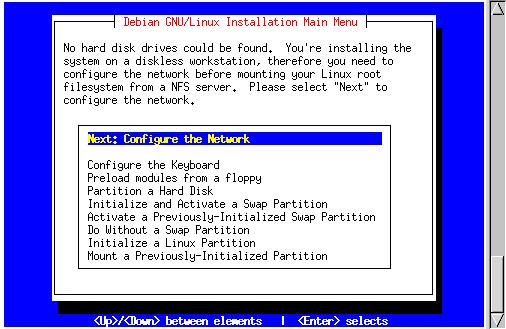 Debian GNU/Linux Installation Main Menu
No hard disk drives could be found.  You're installing the
system on a diskless workstation, therefore you need to
configure the network before mounting your Linux root
filesystem from a NFS server.  Please select "Next" to
configure the network.
Next: Configure the Network
Configure the Keyboard
Preload modules from a floppy
Partition a Hard Disk
Initialize and Activate a Swap Partition
Activate a Previously-Initialized Swap Partition
Do Without a Swap Partition
Initialize a Linux Partition
Mount a Previously-Initialized Partition
<Up>/<Down> between elements   |  <Enter> selects